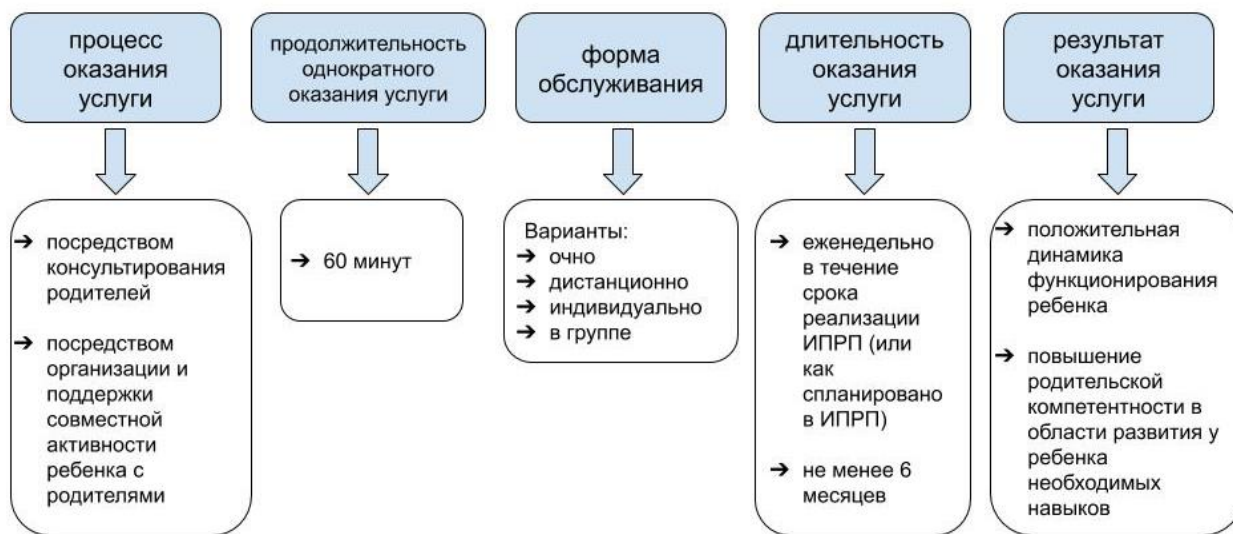 процесс
оказания
услуги
продолжительность
однократного
оказания услуги
форма
обслуживания
длительность
оказания
услуги
результат
оказания
услуги
➔ посредством
консультирования
родителей
➔ посредством
организации и
поддержки
совместной
активности
ребенка с
родителями
➔ 60 минут
Варианты:
➔ очно
➔ дистанционно
➔ индивидуально
➔ в группе
➔ еженедельно
в течение
срока
реализации
ИПРП (или
как
спланировано
в ИПРП)
➔ не менее 6
месяцев
➔ положительная
динамика
функционирования
ребенка
➔ повышение
родительской
компетентности в
области развития у
ребенка
необходимых
навыков